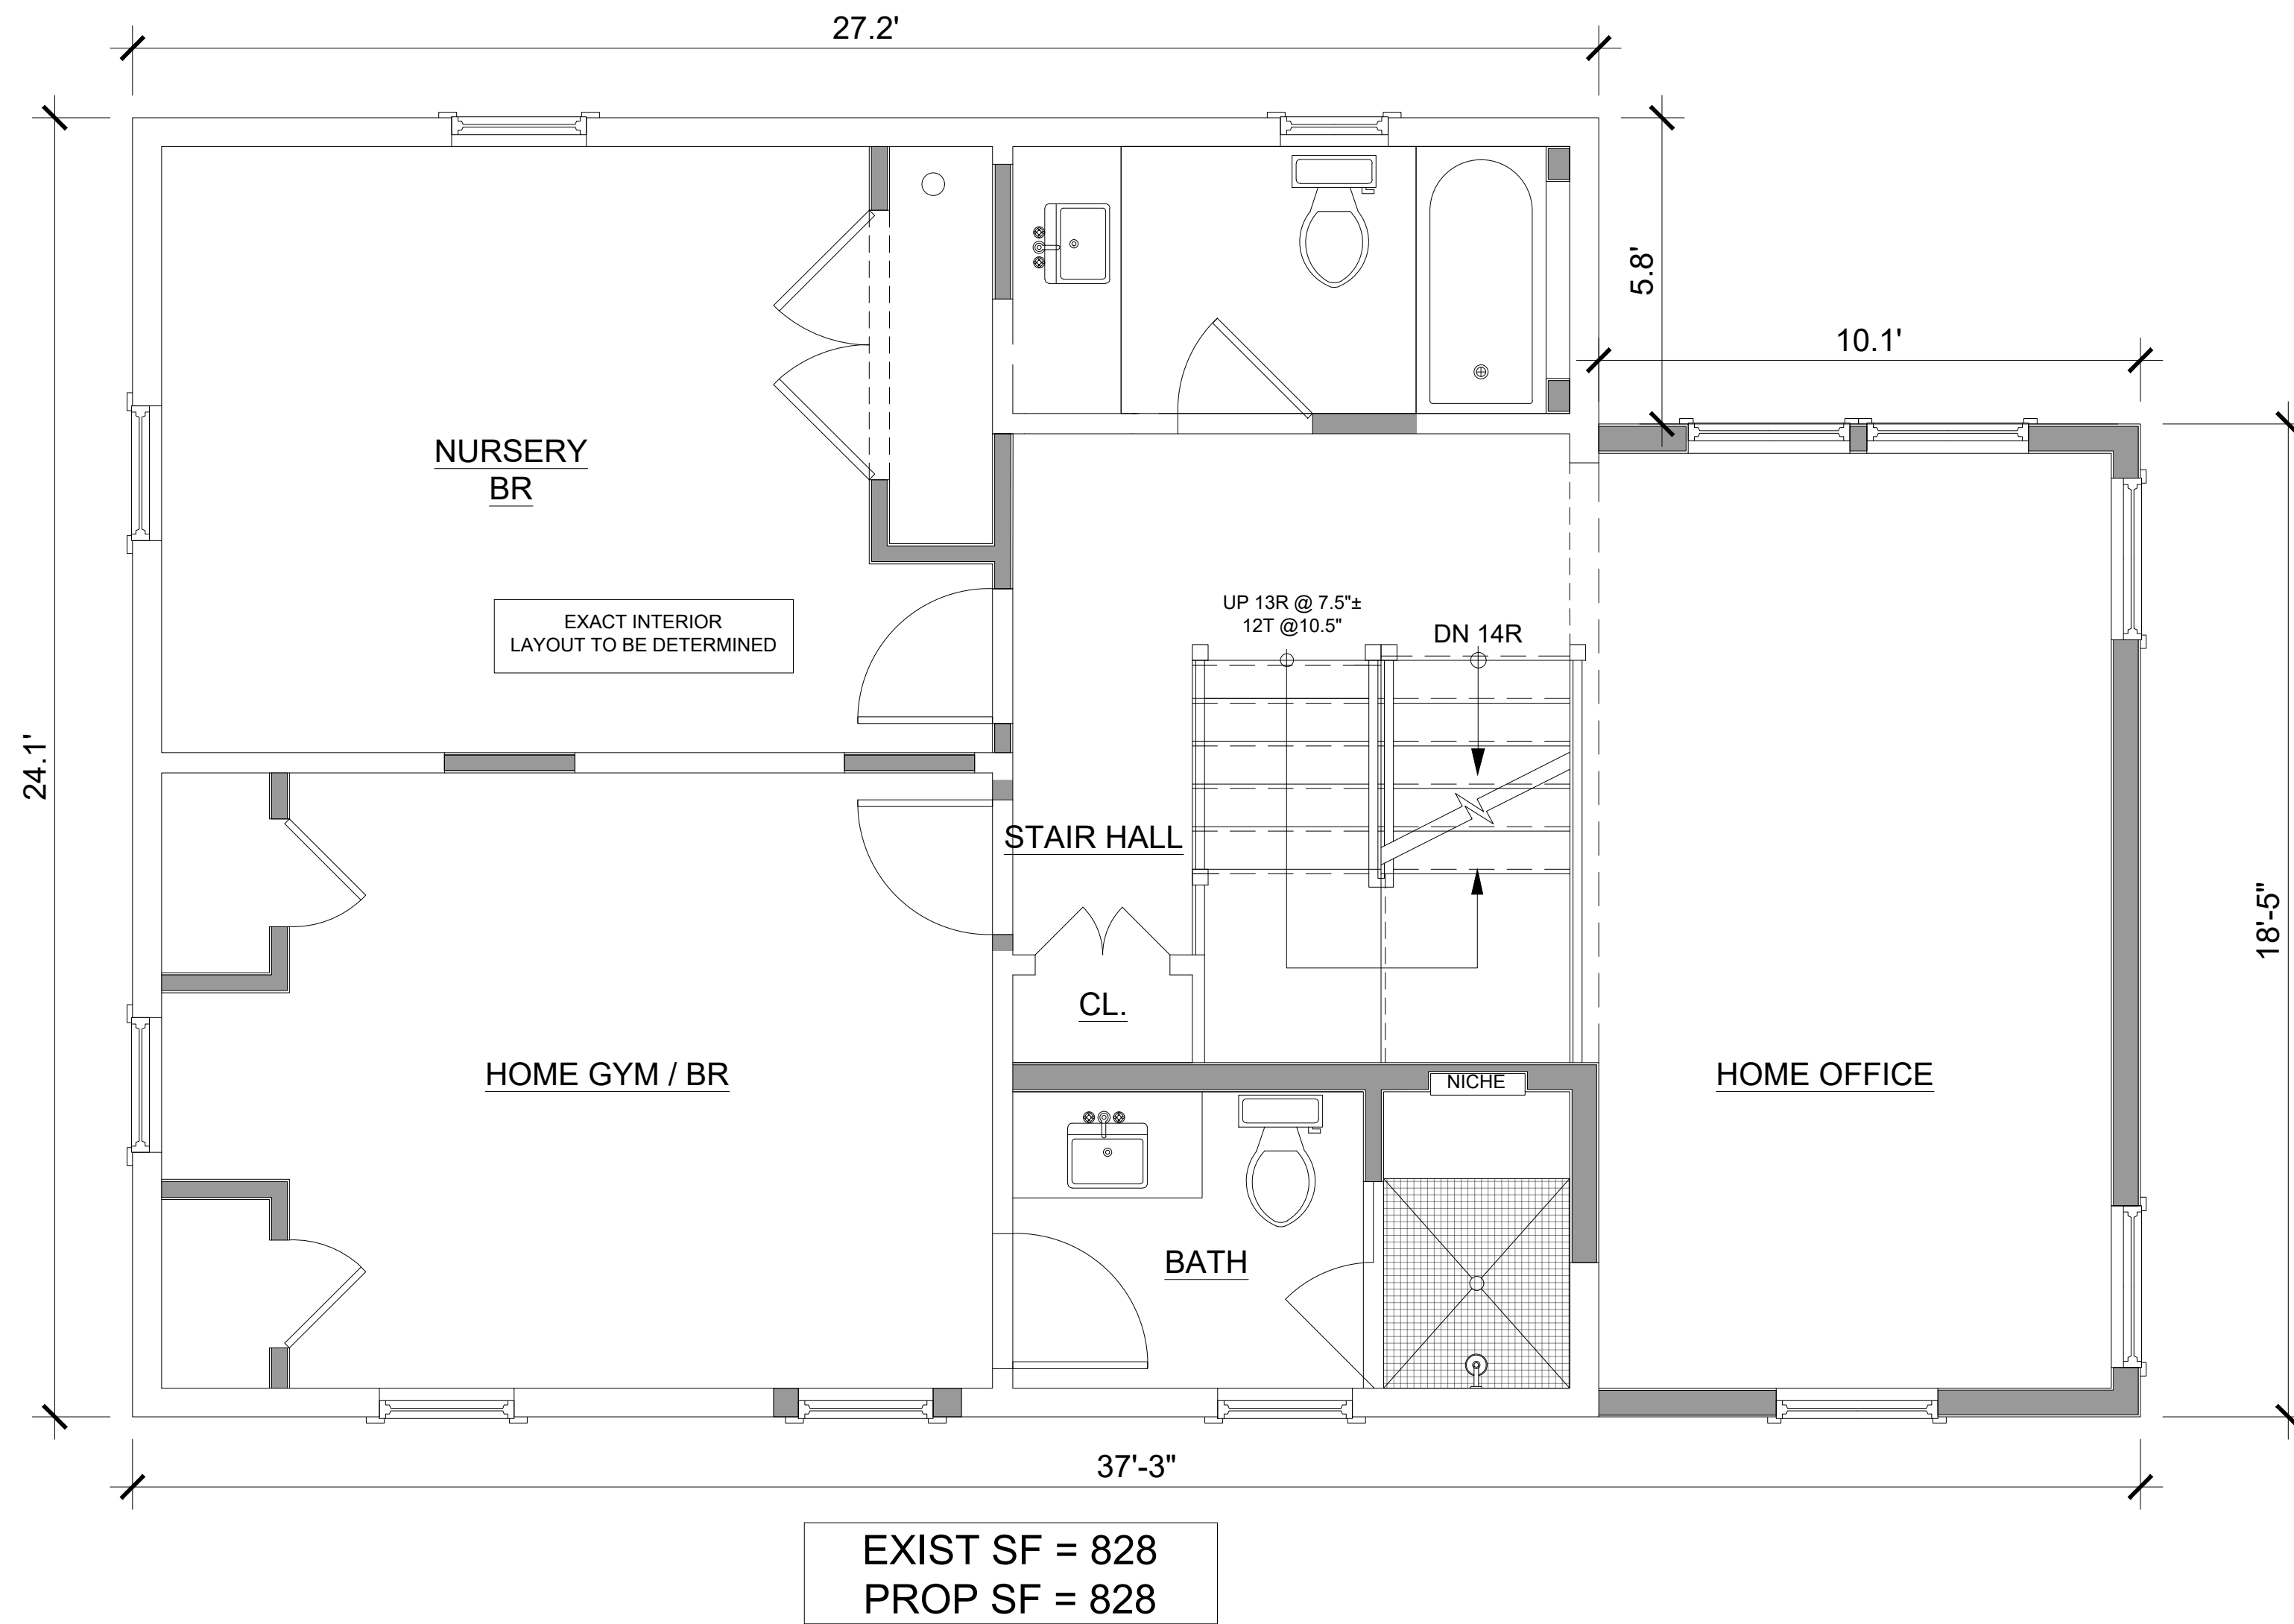 27.2'
5.8'
10.1'
NURSERY
BR
EXACT INTERIOR
LAYOUT TO BE DETERMINED
UP 13R @ 7.5"±
12T @10.5"
DN 14R
24.1'
STAIR HALL
18'-5"
CL.
HOME GYM / BR
NICHE
HOME OFFICE
BATH
37'-3"
EXIST SF = 828
PROP SF = 828